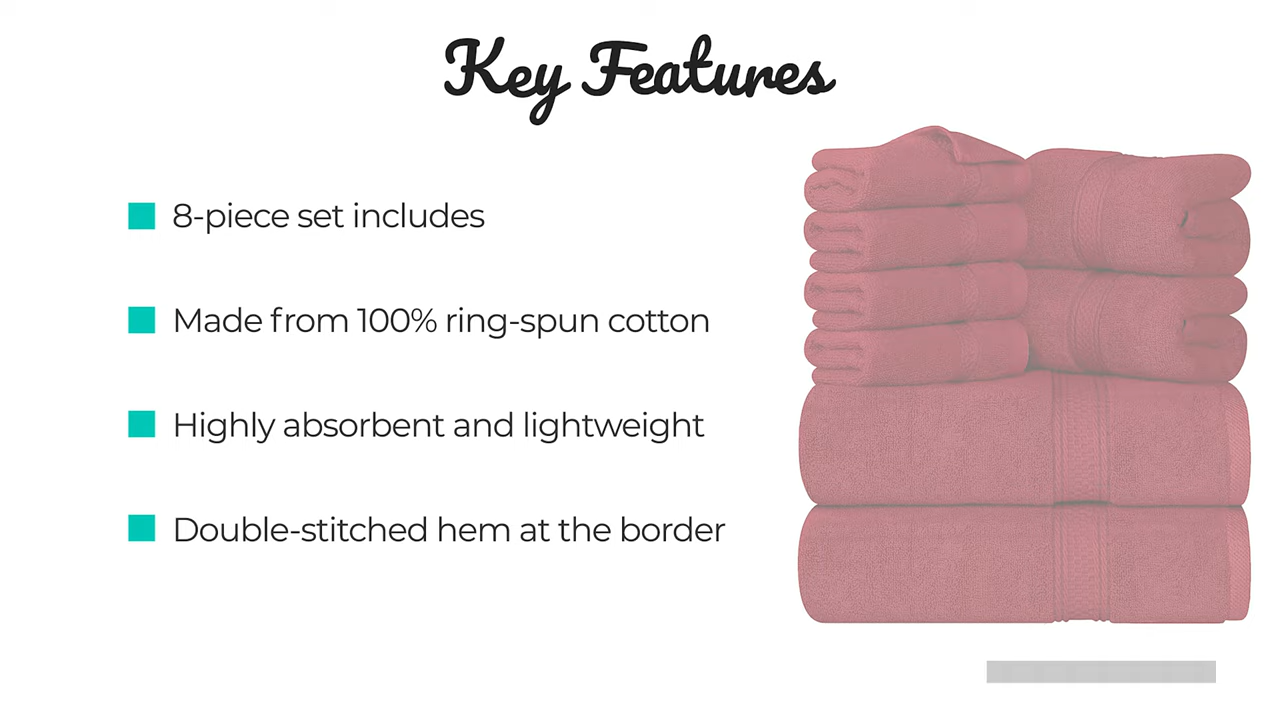 Key Features
8-piece set includes
Made from 100% ring-spun cotton
Highly absorbent and lightweight
Double-stitched hem at the border